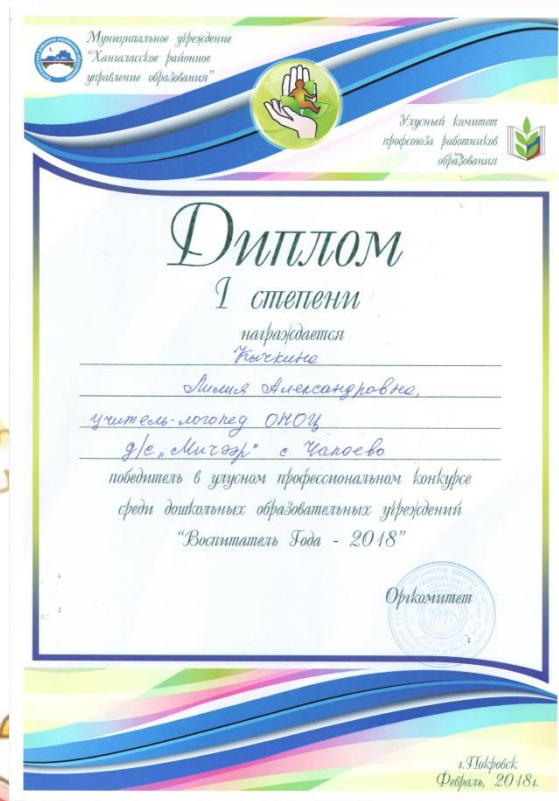 Муниципальное учреждение
"Хангаласское районное
управление образования"
Улусный комитет
профсоюза работников
образования
Диплом
I степени
награждается
Кычкина
Лилия Александровна,
учитель-логопед ОНОЦ
д/с „Мичээр" с Чапаево
победитель в улусном профессиональном конкурсе
среди дошкольных образовательных учреждений
"Воспитатель Года - 2018"
Оргкомитет
г.Покровск
Февраль, 2018г.